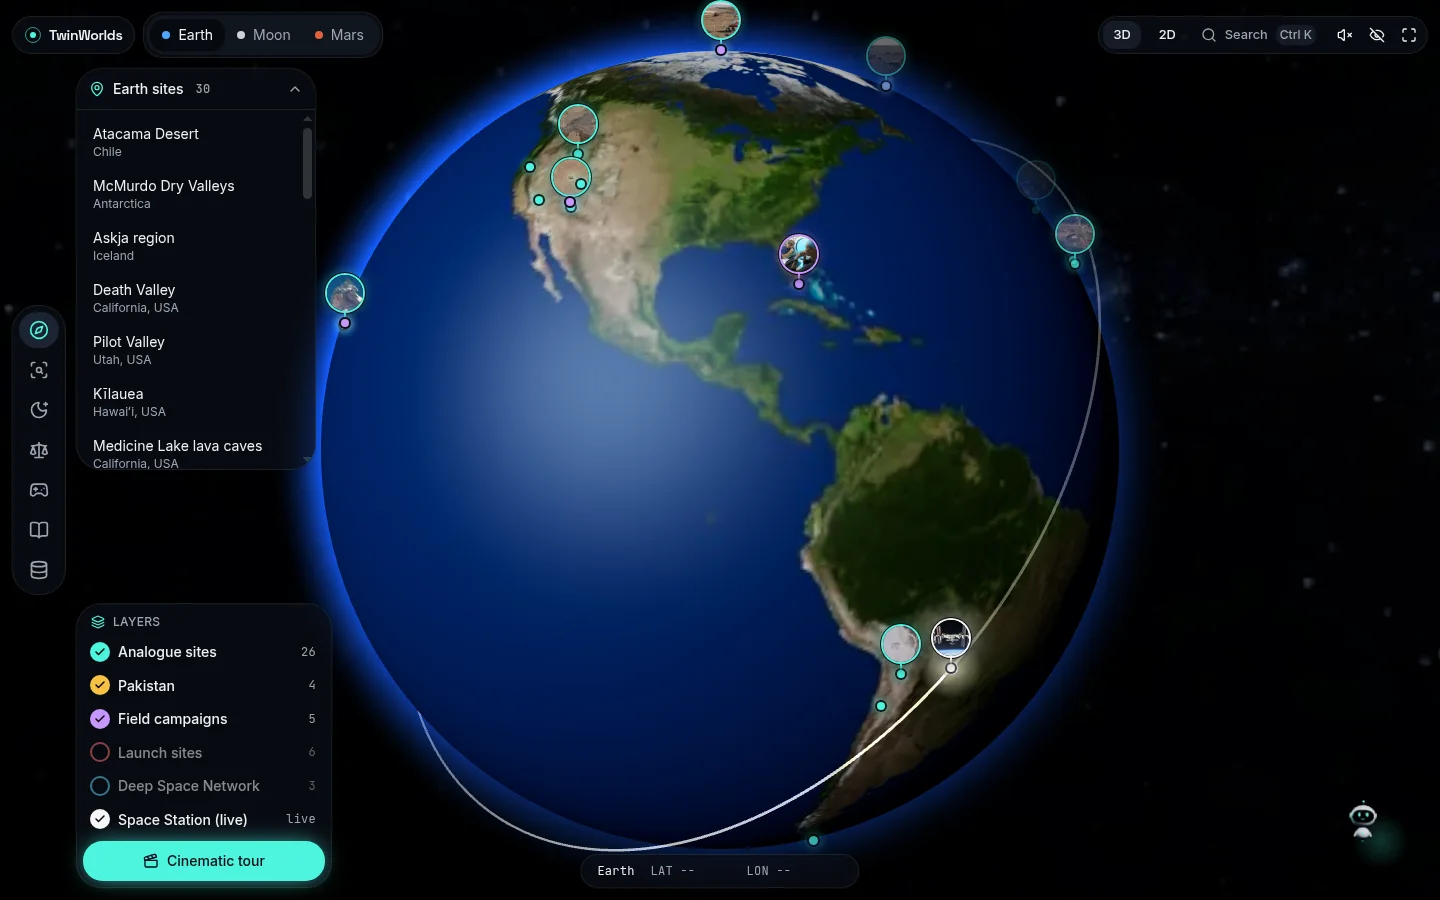 TwinWorlds
Earth
Moon
Mars
3D
2D
Search
Ctrl K
Earth sites 30
Atacama Desert
Chile
McMurdo Dry Valleys
Antarctica
Askja region
Iceland
Death Valley
California, USA
Pilot Valley
Utah, USA
Kīlauea
Hawaiʻi, USA
Medicine Lake lava caves
California, USA
LAYERS
Analogue sites 26
Pakistan 4
Field campaigns 5
Launch sites 6
Deep Space Network 3
Space Station (live) live
Cinematic tour
Earth LAT -- LON --